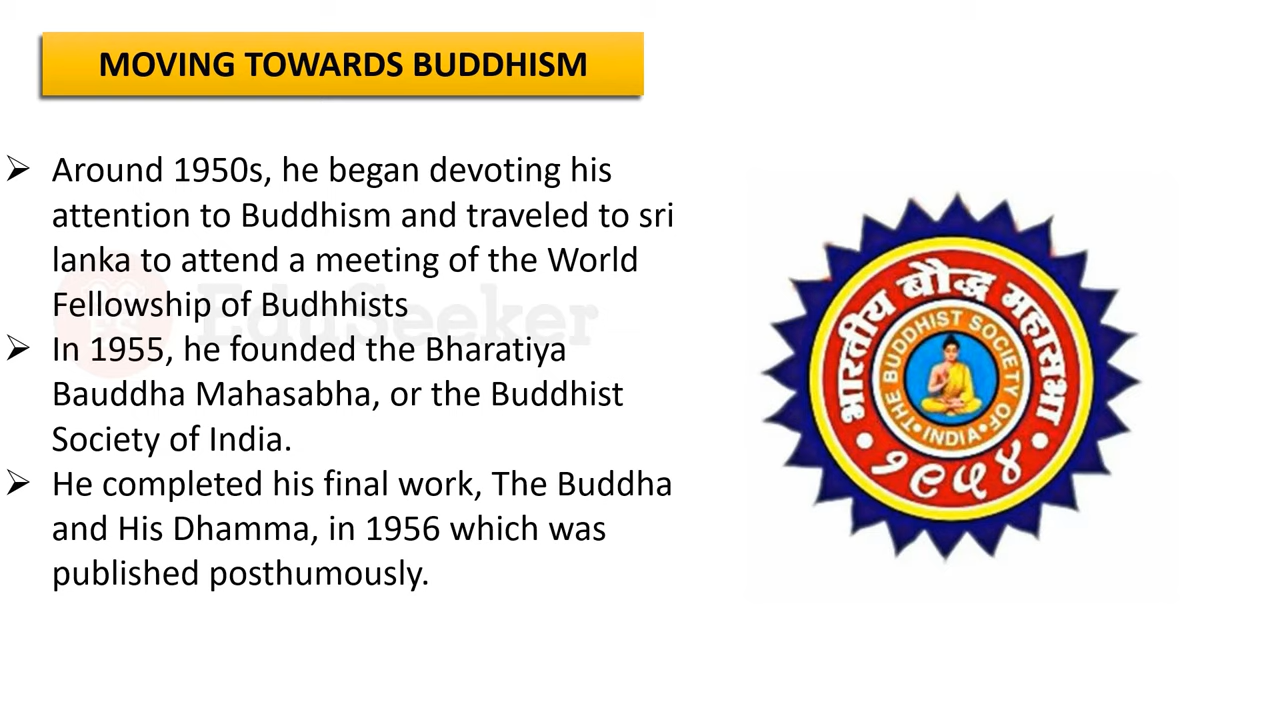 MOVING TOWARDS BUDDHISM
➢ Around 1950s, he began devoting his
attention to Buddhism and traveled to sri
lanka to attend a meeting of the World
Fellowship of Budhhists
➢ In 1955, he founded the Bharatiya
Bauddha Mahasabha, or the Buddhist
Society of India.
➢ He completed his final work, The Buddha
and His Dhamma, in 1956 which was
published posthumously.
EduSeeker
भारतीय बौद्ध महासभा
THE BUDDHIST SOCIETY OF
• INDIA •
• १९५४ •